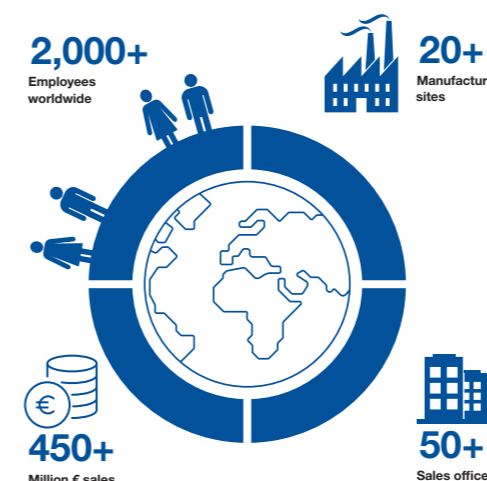 2,000+
Employees
worldwide
20+
Manufactur
sites
€
450+
Million € sales
50+
Sales office